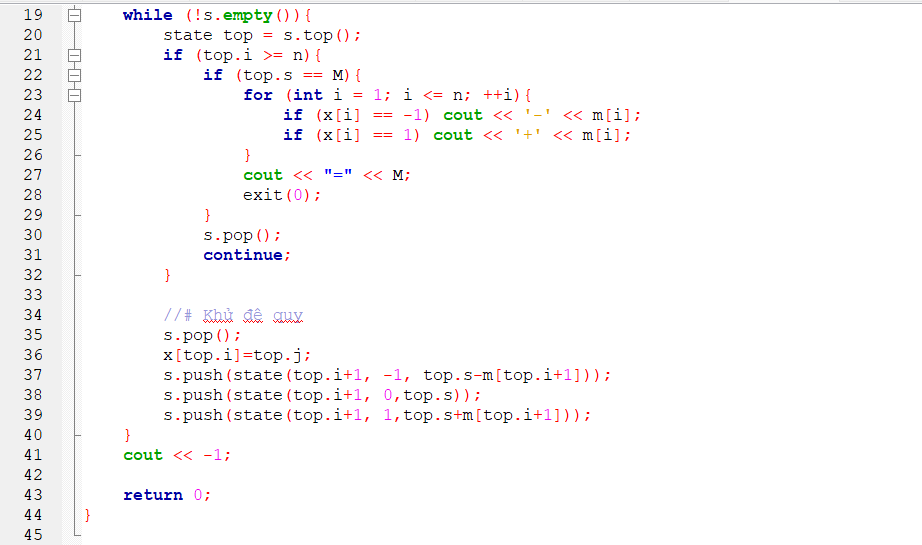 19 while (!s.empty()){
20 state top = s.top();
21 if (top.i >= n){
22 if (top.s == M){
23 for (int i = 1; i <= n; ++i){
24 if (x[i] == -1) cout << '-' << m[i];
25 if (x[i] == 1) cout << '+' << m[i];
26 }
27 cout << "=" << M;
28 exit(0);
29 }
30 s.pop();
31 continue;
32 }
33
34 //# Khử đê quy
35 s.pop();
36 x[top.i]=top.j;
37 s.push(state(top.i+1, -1, top.s-m[top.i+1]));
38 s.push(state(top.i+1, 0,top.s));
39 s.push(state(top.i+1, 1,top.s+m[top.i+1]));
40 }
41 cout << -1;
42
43 return 0;
44 }
45